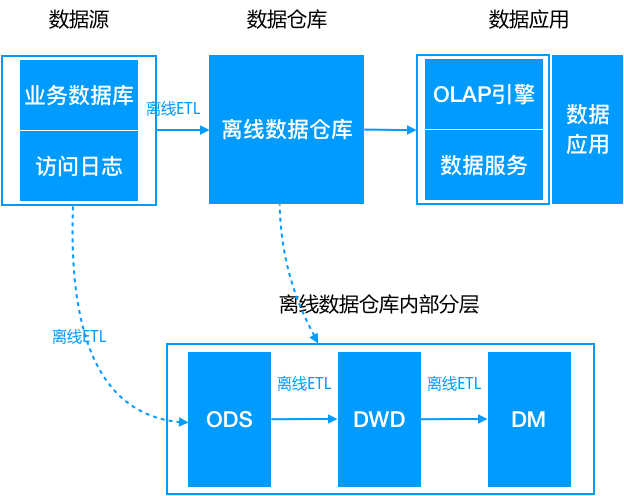 数据源
数据仓库
数据应用
业务数据库
访问日志
离线ETL
离线数据仓库
OLAP引擎
数据服务
数据
应用
离线数据仓库内部分层
离线ETL
ODS
离线ETL
DWD
离线ETL
DM